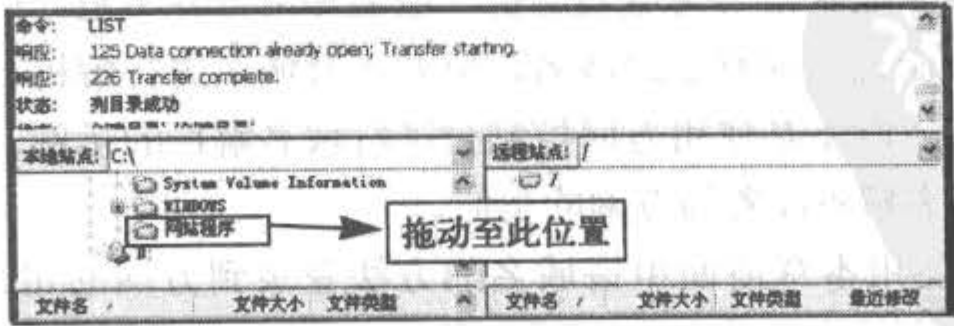 命令: LIST
响应: 125 Data connection already open; Transfer starting.
响应: 226 Transfer complete.
状态: 列目录成功
本地站点: C:\
远程站点: /
System Volume Information
/
WINDOWS
网站程序
拖动至此位置
文件名 / 文件大小 文件类型
文件名 / 文件大小 文件类型 最近修改